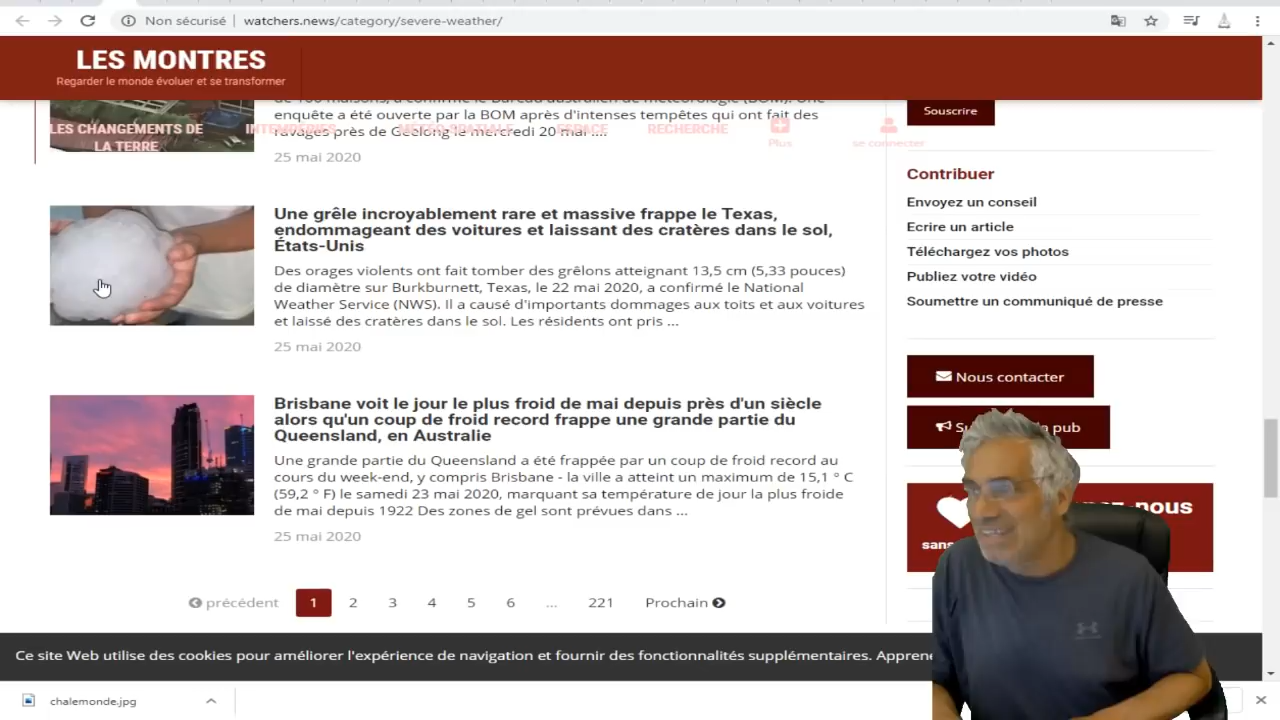 Non sécurisé
watchers.news/category/severe-weather/
LES MONTRES
Regarder le monde évoluer et se transformer
LES CHANGEMENTS DE
LA TERRE
ESPACE
RECHERCHE
Plus
se connecter
de 100 maisons, a confirmé le Bureau australien de météorologie (BOM). Une
enquête a été ouverte par la BOM après d'intenses tempêtes qui ont fait des
ravages près de Geelong le mercredi 20 mai ...
25 mai 2020
Une grêle incroyablement rare et massive frappe le Texas,
endommageant des voitures et laissant des cratères dans le sol,
États-Unis
Des orages violents ont fait tomber des grêlons atteignant 13,5 cm (5,33 pouces)
de diamètre sur Burkburnett, Texas, le 22 mai 2020, a confirmé le National
Weather Service (NWS). Il a causé d'importants dommages aux toits et aux voitures
et laissé des cratères dans le sol. Les résidents ont pris ...
25 mai 2020
Brisbane voit le jour le plus froid de mai depuis près d'un siècle
alors qu'un coup de froid record frappe une grande partie du
Queensland, en Australie
Une grande partie du Queensland a été frappée par un coup de froid record au
cours du week-end, y compris Brisbane - la ville a atteint un maximum de 15,1 ° C
(59,2 ° F) le samedi 23 mai 2020, marquant sa température de jour la plus froide
de mai depuis 1922 Des zones de gel sont prévues dans ...
25 mai 2020
précédent 1 2 3 4 5 6 ... 221 Prochain
Souscrire
Contribuer
Envoyez un conseil
Ecrire un article
Téléchargez vos photos
Publiez votre vidéo
Soumettre un communiqué de presse
Nous contacter
pub
nous
sans
Ce site Web utilise des cookies pour améliorer l'expérience de navigation et fournir des fonctionnalités supplémentaires.
chalemonde.jpg